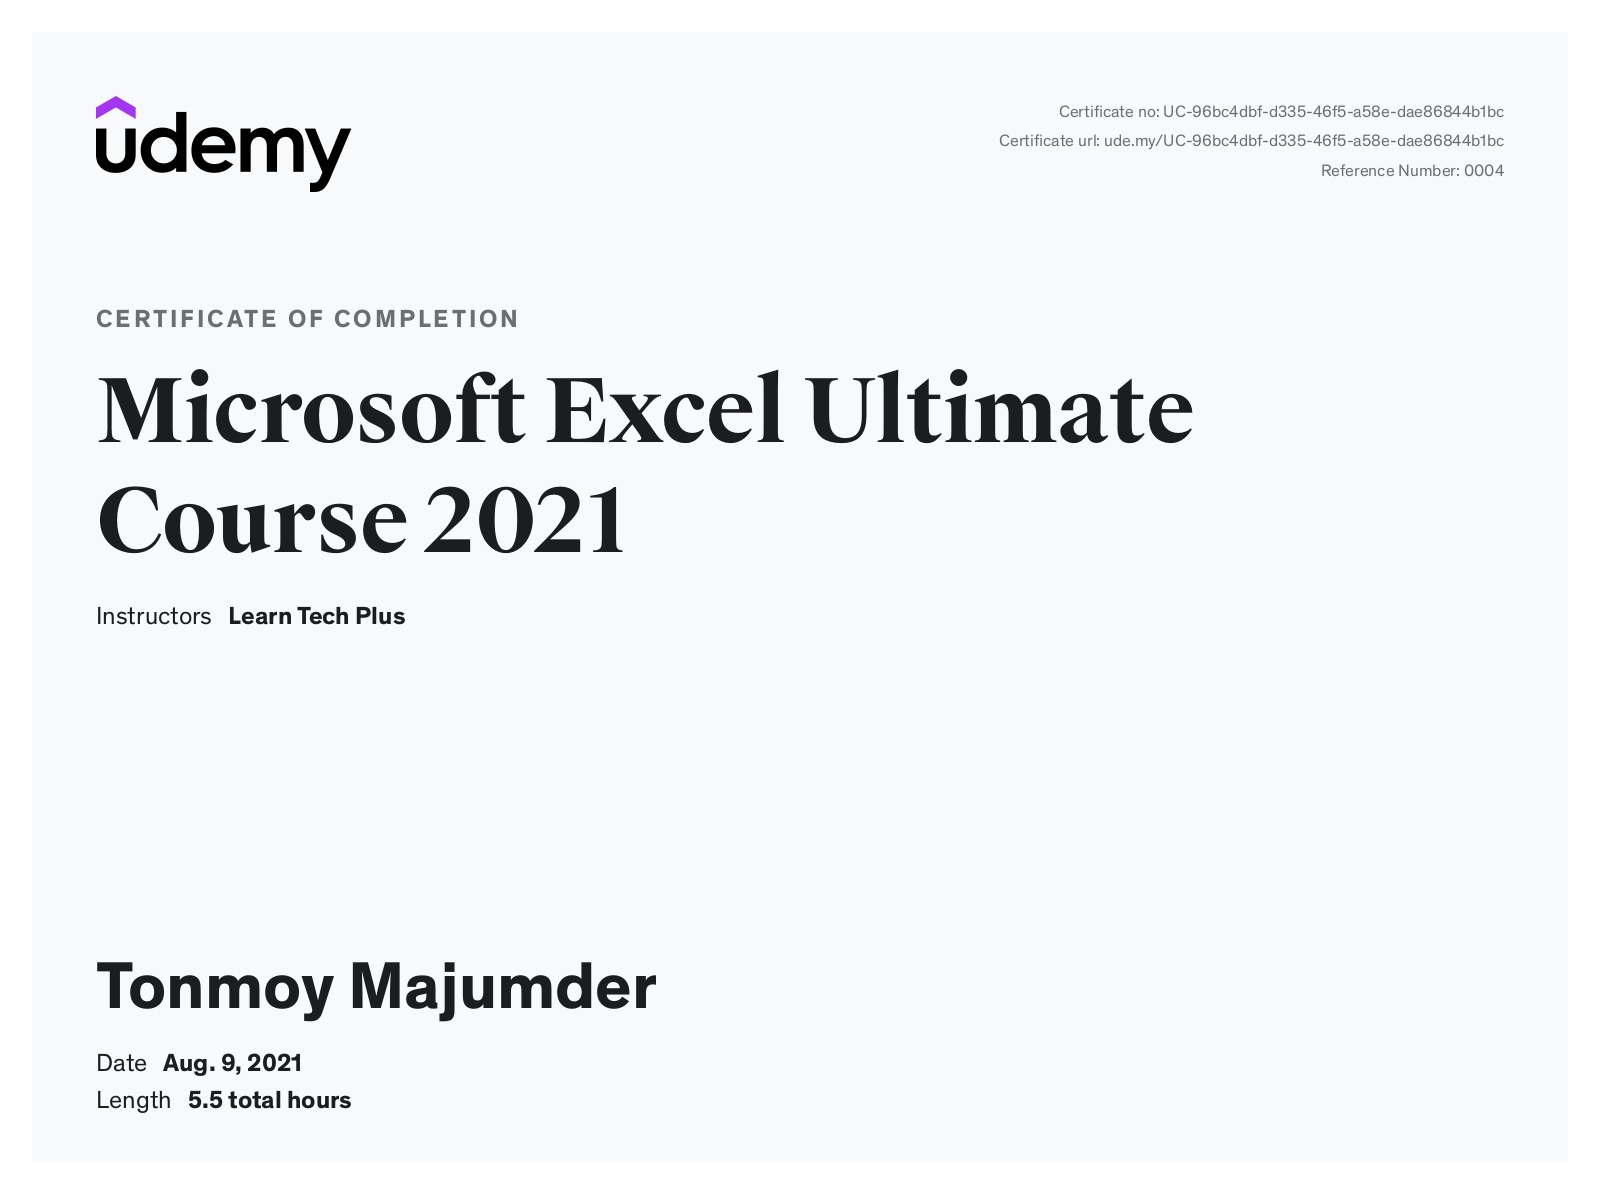 udemy
Certificate no: UC-96bc4dbf-d335-46f5-a58e-dae86844b1bc
Certificate url: ude.my/UC-96bc4dbf-d335-46f5-a58e-dae86844b1bc
Reference Number: 0004
CERTIFICATE OF COMPLETION
Microsoft Excel Ultimate
Course 2021
Instructors Learn Tech Plus
Tonmoy Majumder
Date Aug. 9, 2021
Length 5.5 total hours